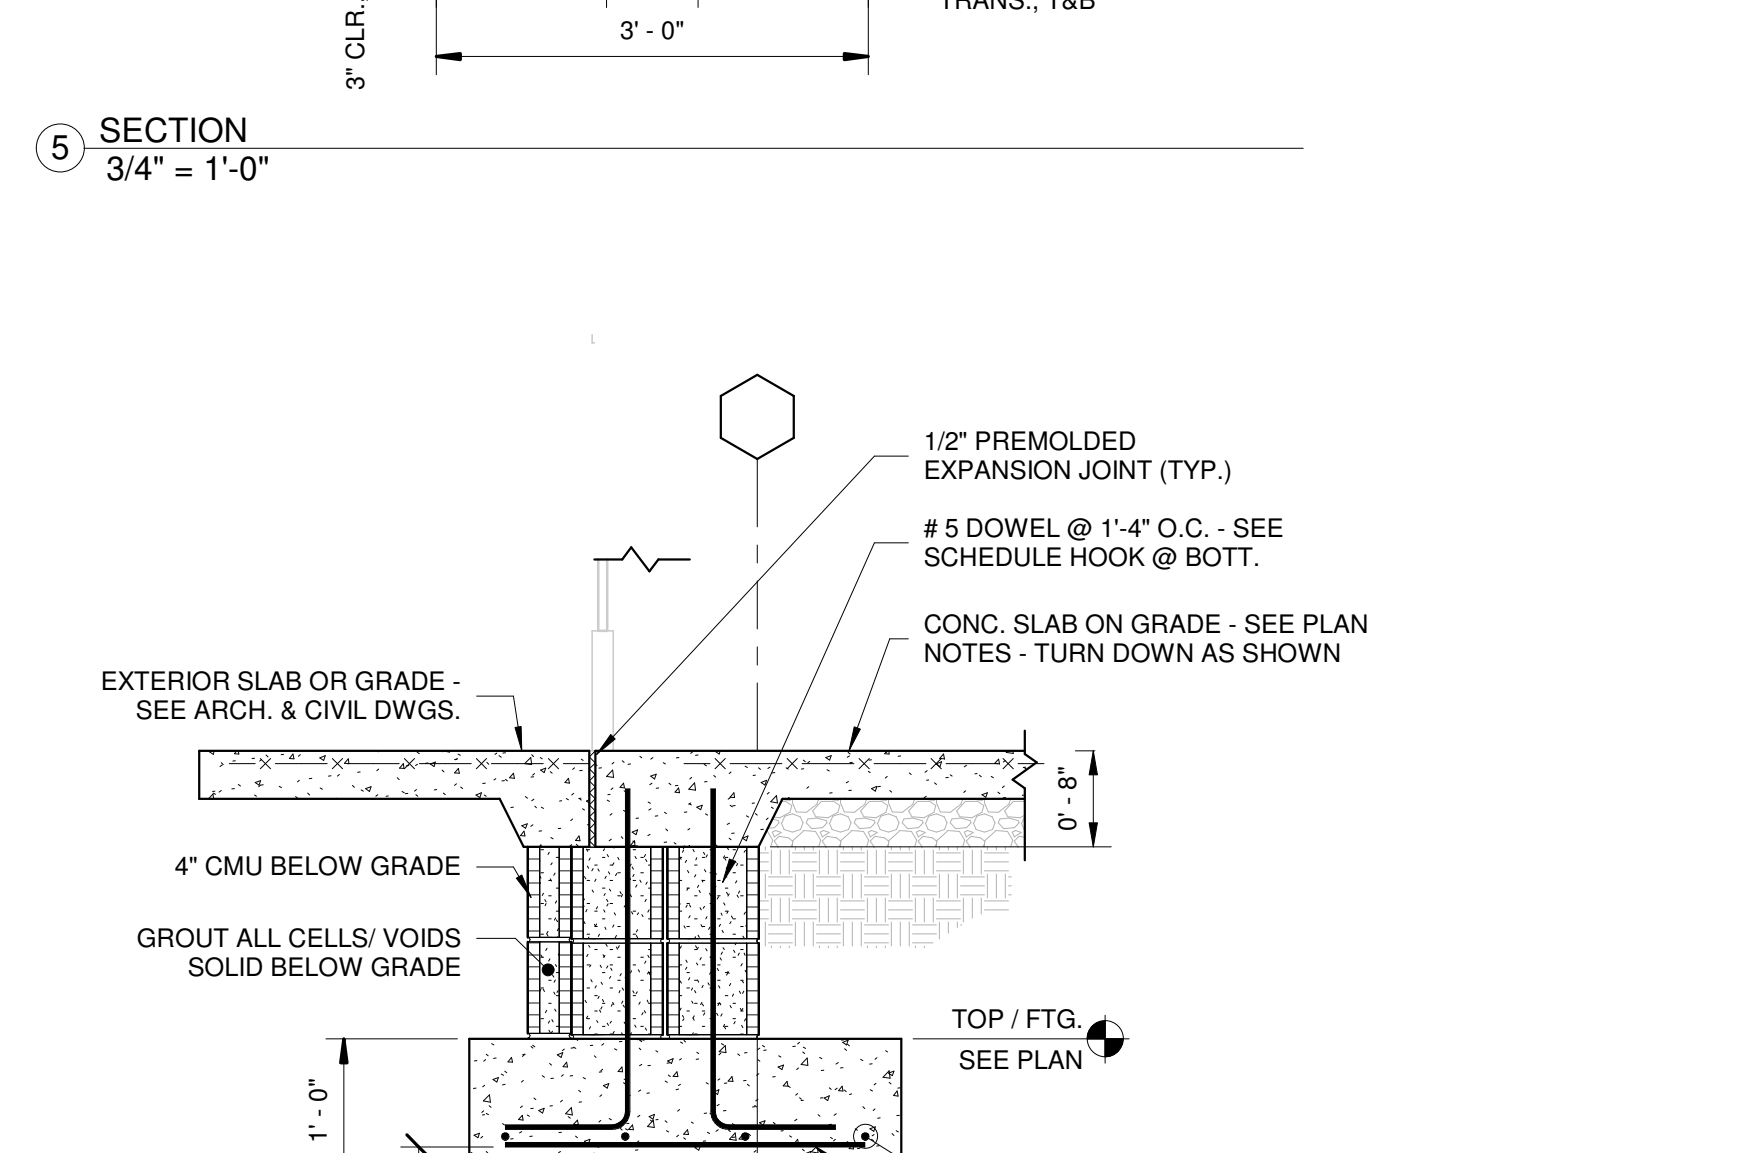 TRANS., T&B
3" CLR.
3' - 0"
5
SECTION
3/4" = 1'-0"
1/2" PREMOLDED
EXPANSION JOINT (TYP.)
# 5 DOWEL @ 1'-4" O.C. - SEE
SCHEDULE HOOK @ BOTT.
CONC. SLAB ON GRADE - SEE PLAN
NOTES - TURN DOWN AS SHOWN
EXTERIOR SLAB OR GRADE -
SEE ARCH. & CIVIL DWGS.
0' - 8"
4" CMU BELOW GRADE
GROUT ALL CELLS/ VOIDS
SOLID BELOW GRADE
TOP / FTG.
SEE PLAN
1' - 0"